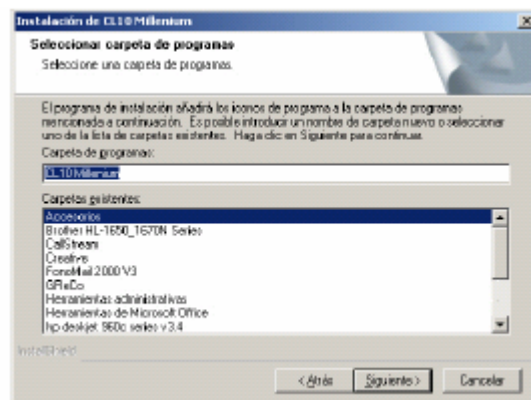 Instalación de CL10 Millenium
Seleccionar carpeta de programas
Seleccione una carpeta de programas.
El programa de instalación añadirá los iconos de programa a la carpeta de programas
mencionada a continuación. Es posible introducir un nombre de carpeta nuevo o seleccionar
uno de la lista de carpetas existentes. Haga clic en Siguiente para continuar.
Carpeta de programas:
CL10 Millenium
Carpetas existentes:
Accesorios
Brother HL-1650_1670N Series
CallStream
Creative
FonoMail 2000 V3
GReCo
Herramientas administrativas
Herramientas de Microsoft Office
hp deskjet 960c series v3.4
InstallShield
< Atrás
Siguiente >
Cancelar